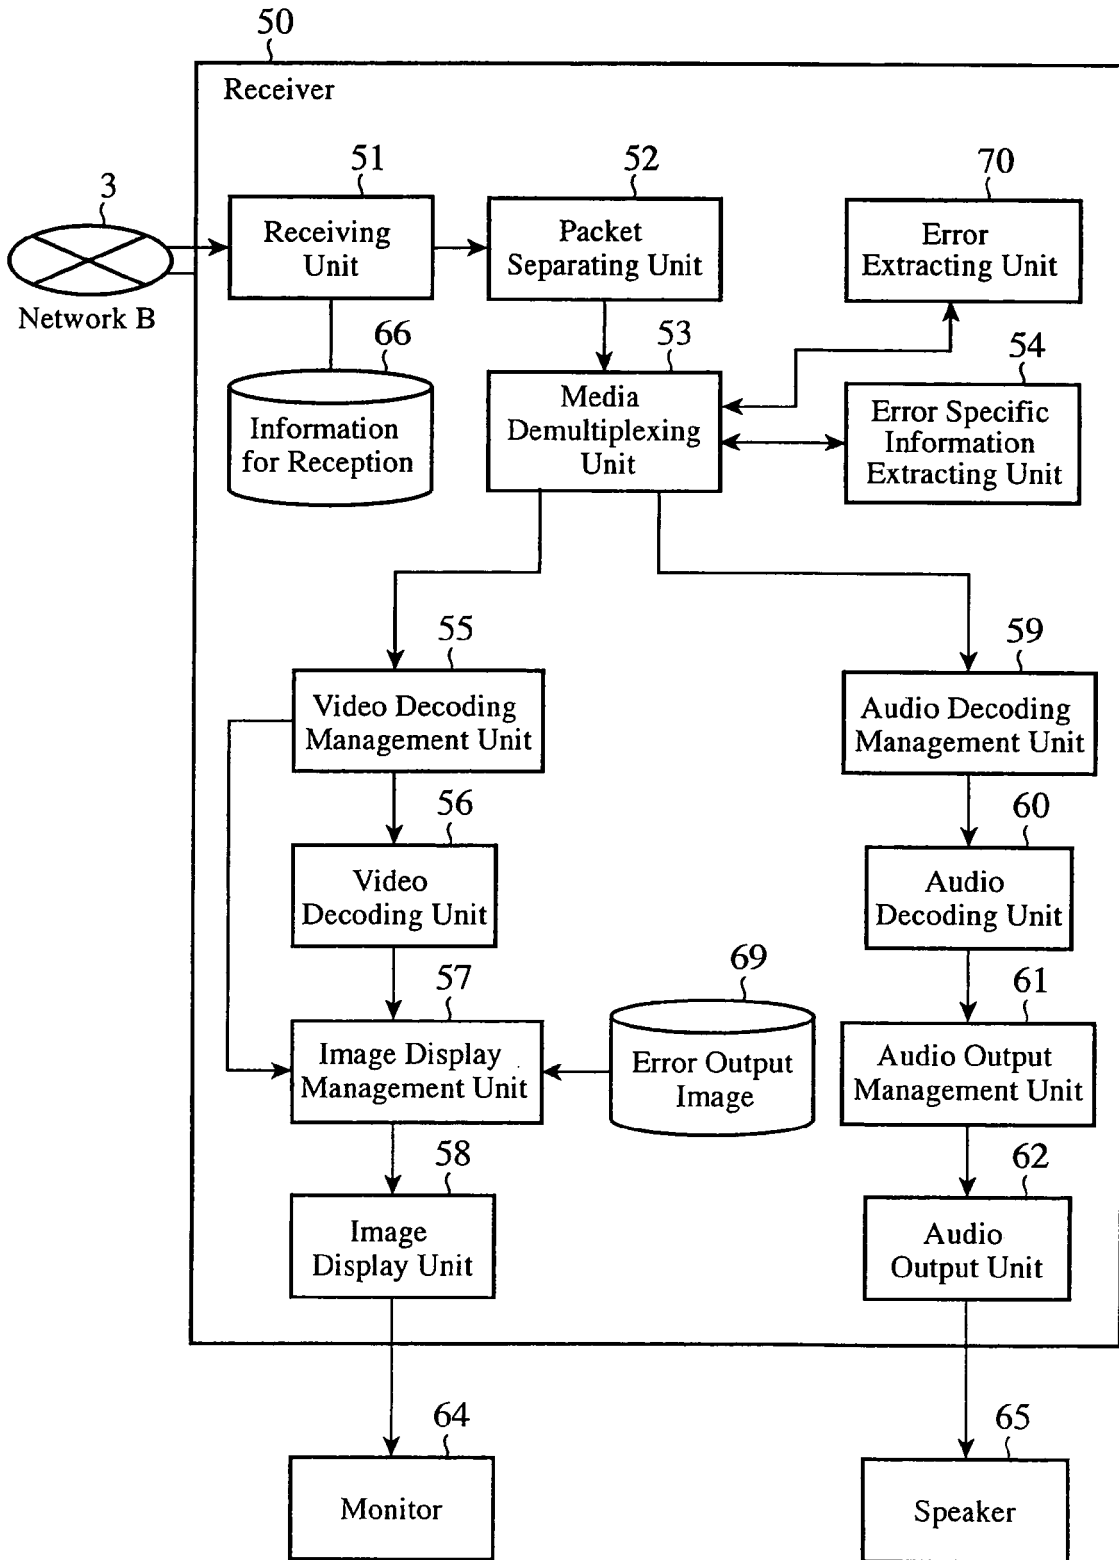 50
Receiver
51
52
70
3
Receiving
Unit
Packet
Separating Unit
Error
Extracting Unit
Network B
66
53
54
Information
for Reception
Media
Demultiplexing
Unit
Error Specific
Information
Extracting Unit
55
59
Video Decoding
Management Unit
Audio Decoding
Management Unit
56
60
Video
Decoding Unit
Audio
Decoding Unit
57
69
61
Image Display
Management Unit
Error Output
Image
Audio Output
Management Unit
58
62
Image
Display Unit
Audio
Output Unit
64
65
Monitor
Speaker